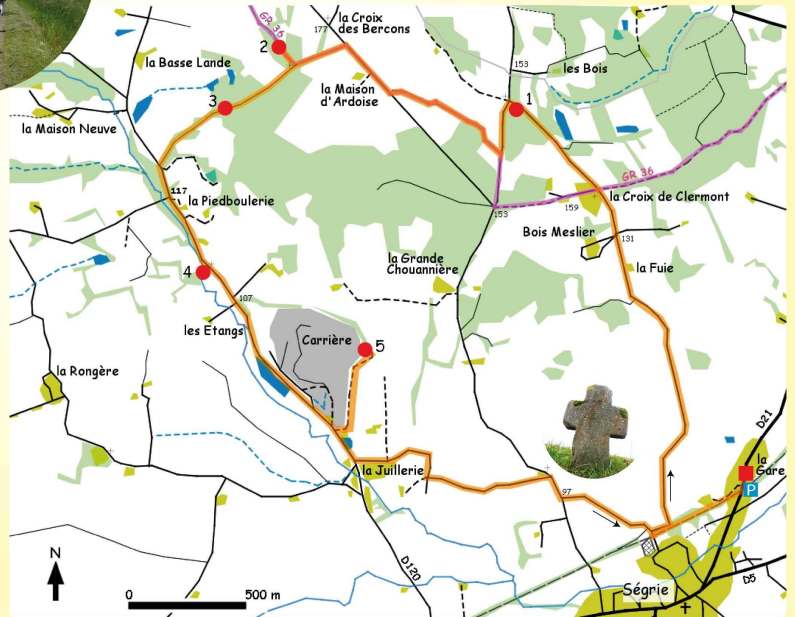 GR 36
la Croix
des Bercons
177
2
la Basse Lande
153
les Bois
la Maison
d'Ardoise
3
1
la Maison Neuve
GR 36
117
la Piedboulerie
la Croix de Clermont
153
159
Bois Meslier
131
4
la Grande
Chouannière
la Fuie
107
les Etangs
Carrière
5
la Rongère
D21
la
Gare
P
la Juillerie
97
N
D120
Ségrie
D5
0
500 m